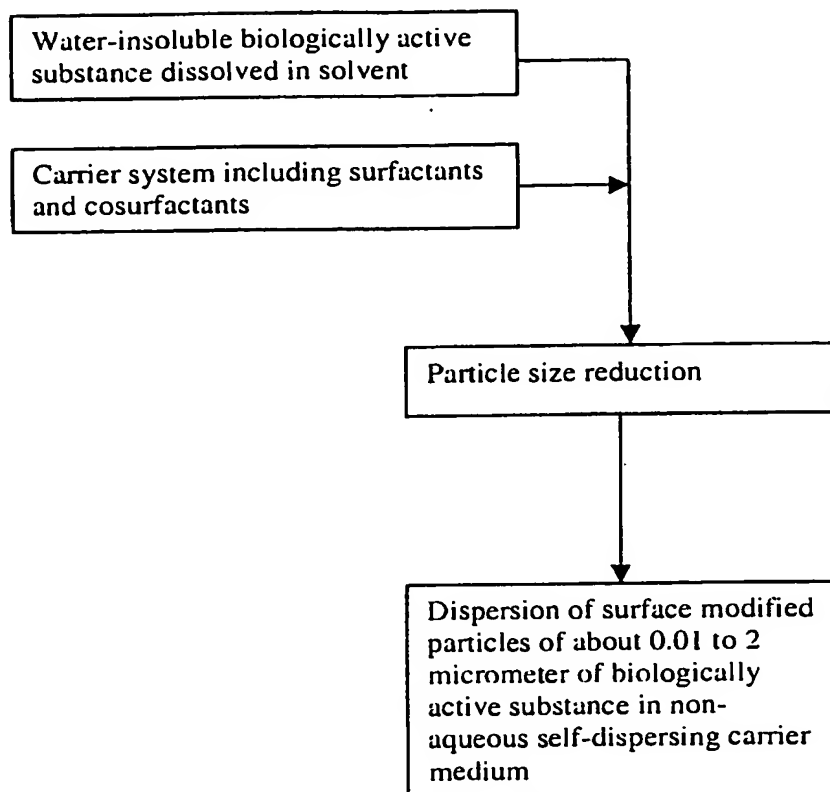 Water-insoluble biologically active
substance dissolved in solvent
Carrier system including surfactants
and cosurfactants
Particle size reduction
Dispersion of surface modified
particles of about 0.01 to 2
micrometer of biologically
active substance in non-
aqueous self-dispersing carrier
medium